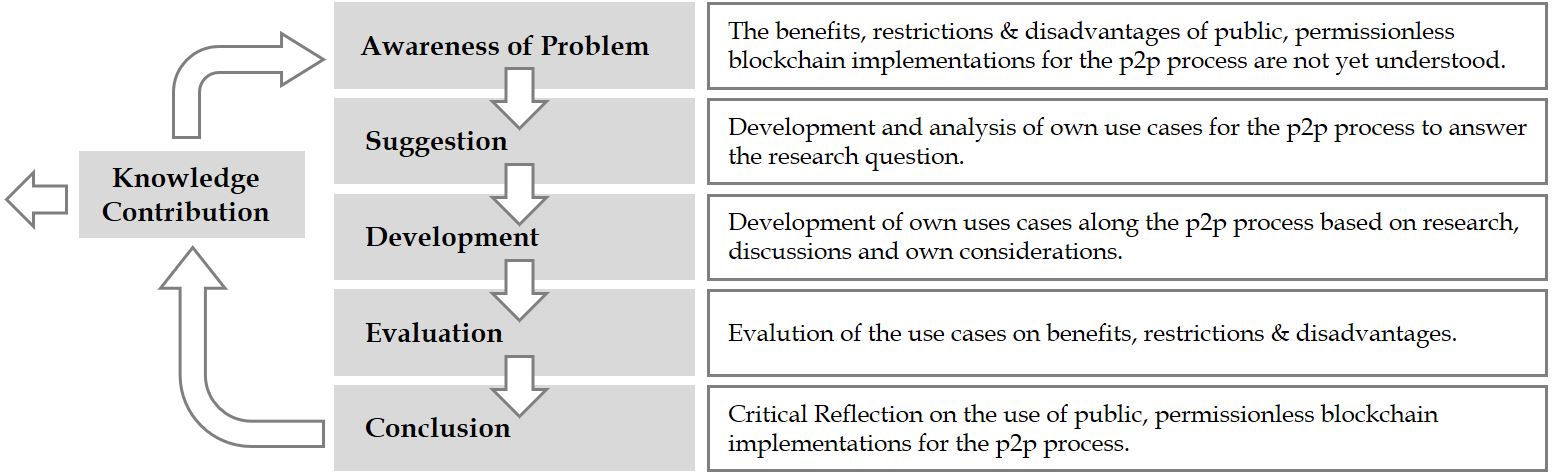 Awareness of Problem
The benefits, restrictions & disadvantages of public, permissionless
blockchain implementations for the p2p process are not yet understood.
Suggestion
Development and analysis of own use cases for the p2p process to answer
the research question.
Knowledge
Contribution
Development
Development of own uses cases along the p2p process based on research,
discussions and own considerations.
Evaluation
Evalution of the use cases on benefits, restrictions & disadvantages.
Conclusion
Critical Reflection on the use of public, permissionless blockchain
implementations for the p2p process.